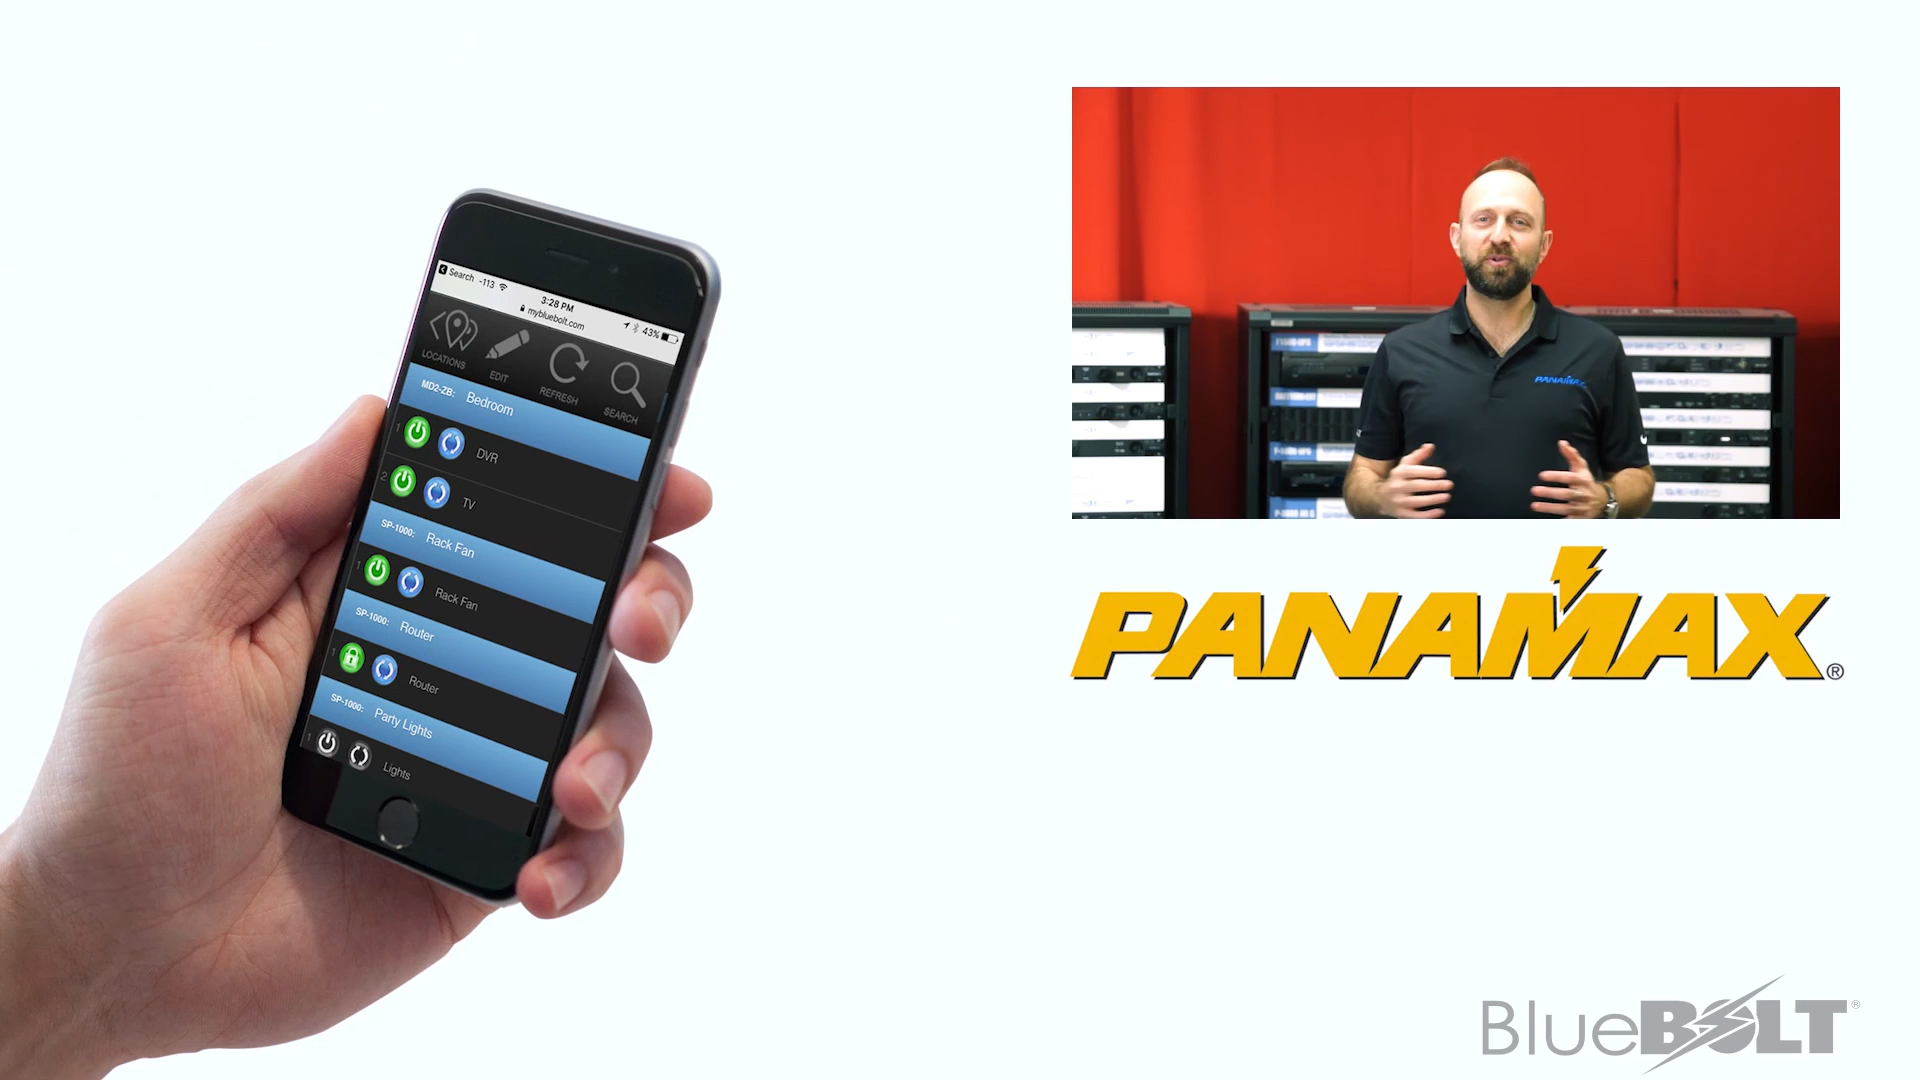 Search -113
3:28 PM
mybluebolt.com
43%
LOCATIONS
EDIT
REFRESH
SEARCH
MD2-ZB: Bedroom
1 DVR
2 TV
SP-1000: Rack Fan
1 Rack Fan
SP-1000: Router
1 Router
SP-1000: Party Lights
1 Lights
PANAMAX
PANAMAX®
BlueBOLT®